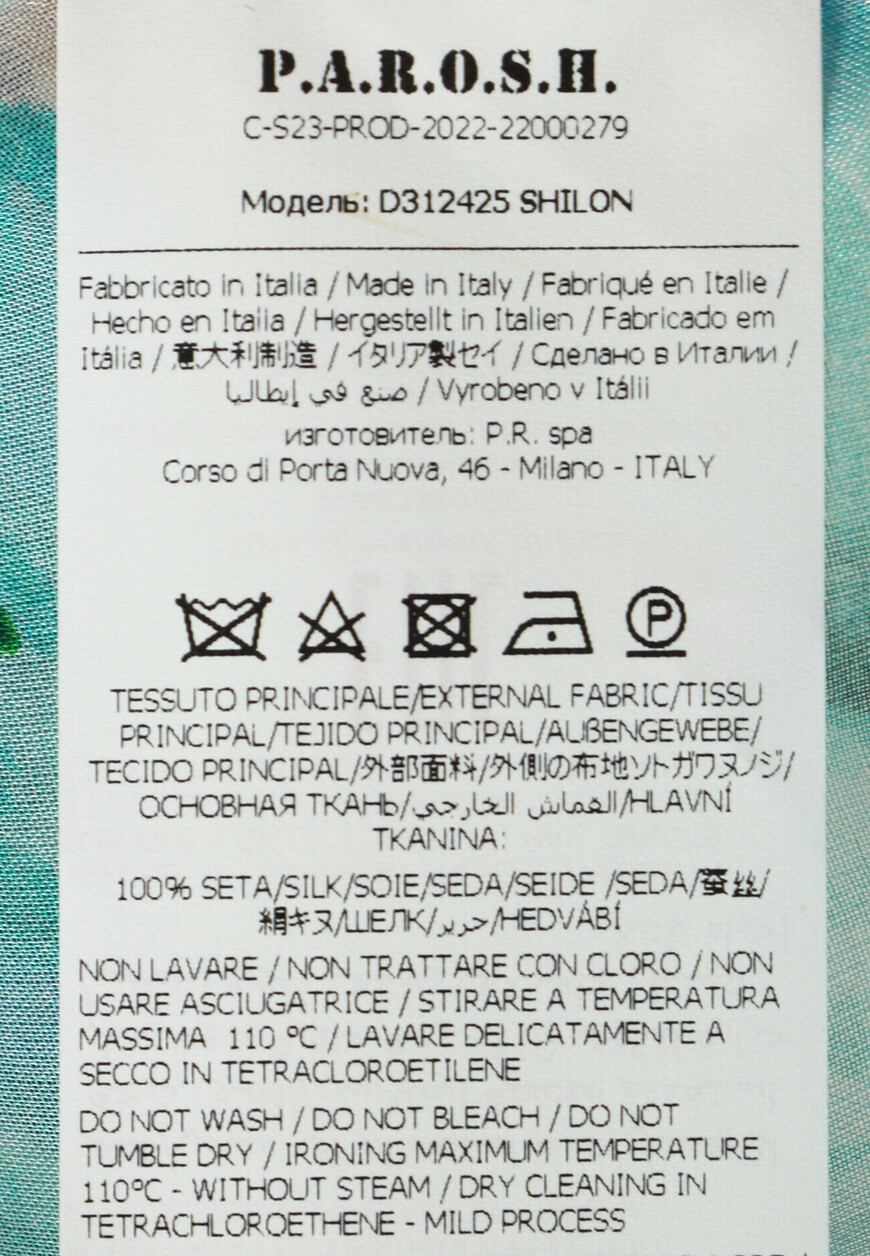 P.A.R.O.S.H.
C-S23-PROD-2022-22000279
Модель: D312425 SHILON
Fabbricato in Italia / Made in Italy / Fabriqué en Italie /
Hecho en Italia / Hergestellt in Italien / Fabricado em
Itália / 意大利制造 / イタリア製セイ / Сделано в Италии /
صنع في إيطاليا / Vyrobeno v Itálii
изготовитель: P.R. spa
Corso di Porta Nuova, 46 - Milano - ITALY
P
TESSUTO PRINCIPALE/EXTERNAL FABRIC/TISSU
PRINCIPAL/TEJIDO PRINCIPAL/AUßENGEWEBE/
TECIDO PRINCIPAL/外部面料/外側の布地ソトガワヌノジ/
ОСНОВНАЯ ТКАНЬ/القماش الخارجي/HLAVNÍ
TKANINA:
100% SETA/SILK/SOIE/SEDA/SEIDE /SEDA/蚕丝/
絹キヌ/ШЕЛК/حرير/HEDVÁBÍ
NON LAVARE / NON TRATTARE CON CLORO / NON
USARE ASCIUGATRICE / STIRARE A TEMPERATURA
MASSIMA 110 °C / LAVARE DELICATAMENTE A
SECCO IN TETRACLOROETILENE
DO NOT WASH / DO NOT BLEACH / DO NOT
TUMBLE DRY / IRONING MAXIMUM TEMPERATURE
110°C - WITHOUT STEAM / DRY CLEANING IN
TETRACHLOROETHENE - MILD PROCESS